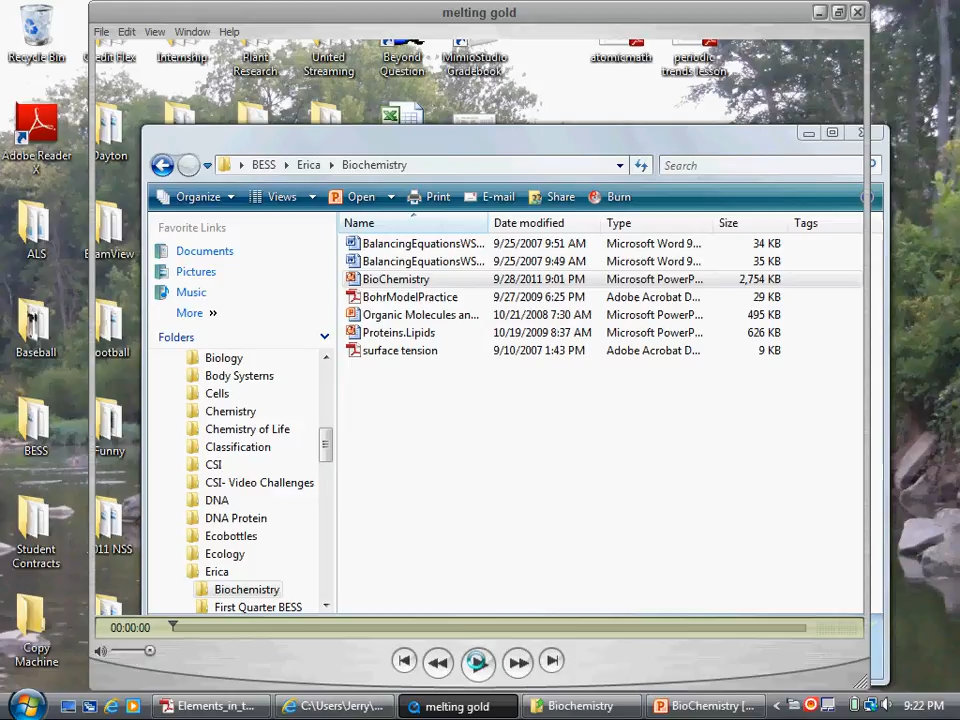 melting gold
File Edit View Window Help
Recycle Bin
Credit Flex
Internship
Plant Research
United Streaming
Beyond Question
MimioStudio Gradebook
atomicmath
periodic trends lesson
Adobe Reader X
Dayton
BESS Erica Biochemistry
Search
Organize Views Open Print E-mail Share Burn
Favorite Links
Documents
Pictures
Music
More »
Folders
Biology
Body Systems
Cells
Chemistry
Chemistry of Life
Classification
CSI
CSI- Video Challenges
DNA
DNA Protein
Ecobottles
Ecology
Erica
Biochemistry
First Quarter BESS
Name Date modified Type Size Tags
BalancingEquationsWS... 9/25/2007 9:51 AM Microsoft Word 9... 34 KB
BalancingEquationsWS... 9/25/2007 9:49 AM Microsoft Word 9... 35 KB
BioChemistry 9/28/2011 9:01 PM Microsoft PowerP... 2,754 KB
BohrModelPractice 9/27/2009 6:25 PM Adobe Acrobat D... 29 KB
Organic Molecules an... 10/21/2008 7:30 AM Microsoft PowerP... 495 KB
Proteins.Lipids 10/19/2009 8:37 AM Microsoft PowerP... 626 KB
surface tension 9/10/2007 1:43 PM Adobe Acrobat D... 9 KB
ALS
ExamView
Baseball
Football
BESS
Funny
Student Contracts
2011 NSS
Copy Machine
00:00:00
Elements_in_t...
C:\Users\Jerry\...
melting gold
Biochemistry
BioChemistry [...
9:22 PM